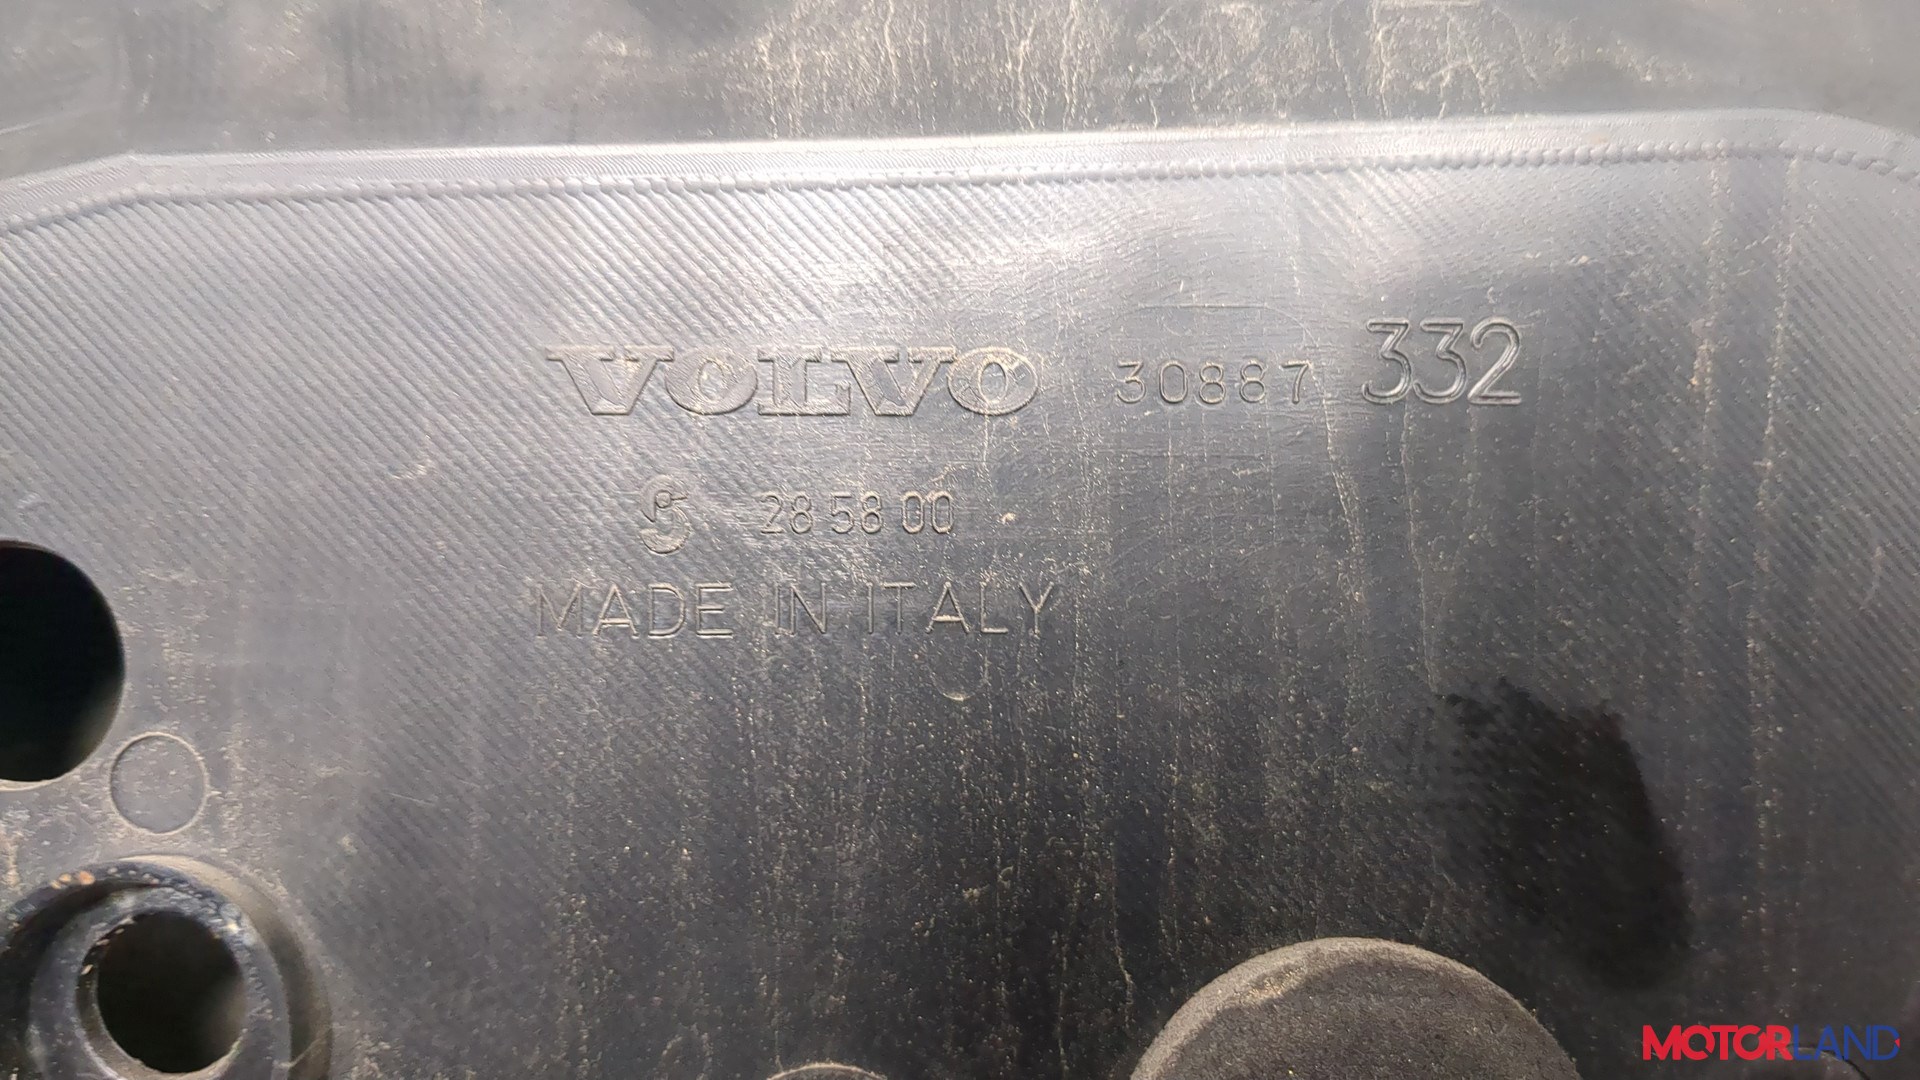 VOLVO 30887 332
S 28 58 00
MADE IN ITALY
MOTORLAND